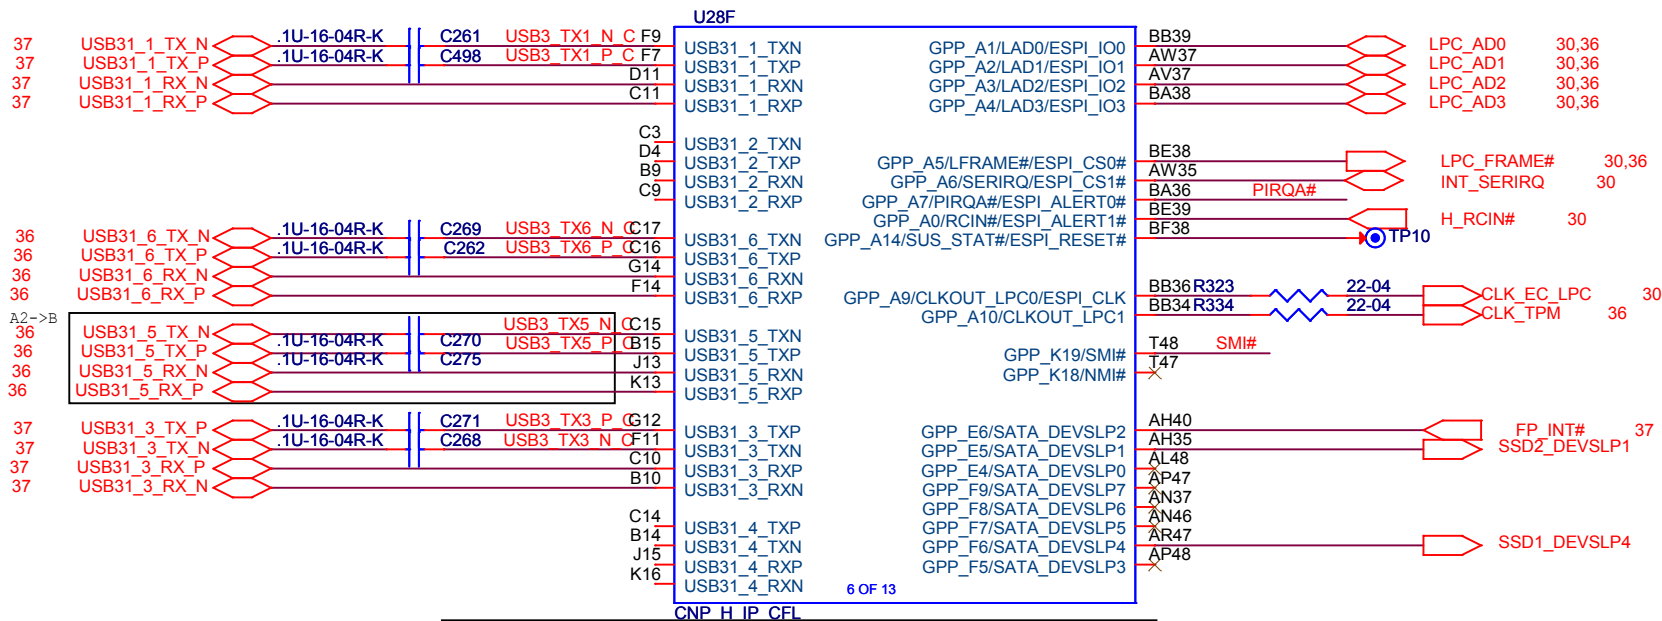 U28F
37 USB31_1_TX_N .1U-16-04R-K C261 USB3_TX1_N_C F9 USB31_1_TXN GPP_A1/LAD0/ESPI_IO0 BB39 LPC_AD0 30,36
37 USB31_1_TX_P .1U-16-04R-K C498 USB3_TX1_P_C F7 USB31_1_TXP GPP_A2/LAD1/ESPI_IO1 AW37 LPC_AD1 30,36
37 USB31_1_RX_N D11 USB31_1_RXN GPP_A3/LAD2/ESPI_IO2 AV37 LPC_AD2 30,36
37 USB31_1_RX_P C11 USB31_1_RXP GPP_A4/LAD3/ESPI_IO3 BA38 LPC_AD3 30,36
C3 USB31_2_TXN
D4 USB31_2_TXP GPP_A5/LFRAME#/ESPI_CS0# BE38 LPC_FRAME# 30,36
B9 USB31_2_RXN GPP_A6/SERIRQ/ESPI_CS1# AW35 INT_SERIRQ 30
C9 USB31_2_RXP GPP_A7/PIRQA#/ESPI_ALERT0# BA36 PIRQA#
GPP_A0/RCIN#/ESPI_ALERT1# BE39 H_RCIN# 30
36 USB31_6_TX_N .1U-16-04R-K C269 USB3_TX6_N_C C17 USB31_6_TXN GPP_A14/SUS_STAT#/ESPI_RESET# BF38 TP10
36 USB31_6_TX_P .1U-16-04R-K C262 USB3_TX6_P_C C16 USB31_6_TXP
36 USB31_6_RX_N G14 USB31_6_RXN
36 USB31_6_RX_P F14 USB31_6_RXP GPP_A9/CLKOUT_LPC0/ESPI_CLK BB36 R323 22-04 CLK_EC_LPC 30
A2->B GPP_A10/CLKOUT_LPC1 BB34 R334 22-04 CLK_TPM 36
36 USB31_5_TX_N USB3_TX5_N_C C15 USB31_5_TXN
36 USB31_5_TX_P .1U-16-04R-K C270 USB3_TX5_P_C B15 USB31_5_TXP GPP_K19/SMI# T48 SMI#
36 USB31_5_RX_N .1U-16-04R-K C275 J13 USB31_5_RXN GPP_K18/NMI# T47
36 USB31_5_RX_P K13 USB31_5_RXP
37 USB31_3_TX_P .1U-16-04R-K C271 USB3_TX3_P_C G12 USB31_3_TXP GPP_E6/SATA_DEVSLP2 AH40 FP_INT# 37
37 USB31_3_TX_N .1U-16-04R-K C268 USB3_TX3_N_C F11 USB31_3_TXN GPP_E5/SATA_DEVSLP1 AH35 SSD2_DEVSLP1
37 USB31_3_RX_P C10 USB31_3_RXP GPP_E4/SATA_DEVSLP0 AL48
37 USB31_3_RX_N B10 USB31_3_RXN GPP_F9/SATA_DEVSLP7 AP47
GPP_F8/SATA_DEVSLP6 AN37
C14 USB31_4_TXP GPP_F7/SATA_DEVSLP5 AN46
B14 USB31_4_TXN GPP_F6/SATA_DEVSLP4 AR47 SSD1_DEVSLP4
J15 USB31_4_RXP GPP_F5/SATA_DEVSLP3 AP48
K16 USB31_4_RXN 6 OF 13
CNP_H_IP_CFL